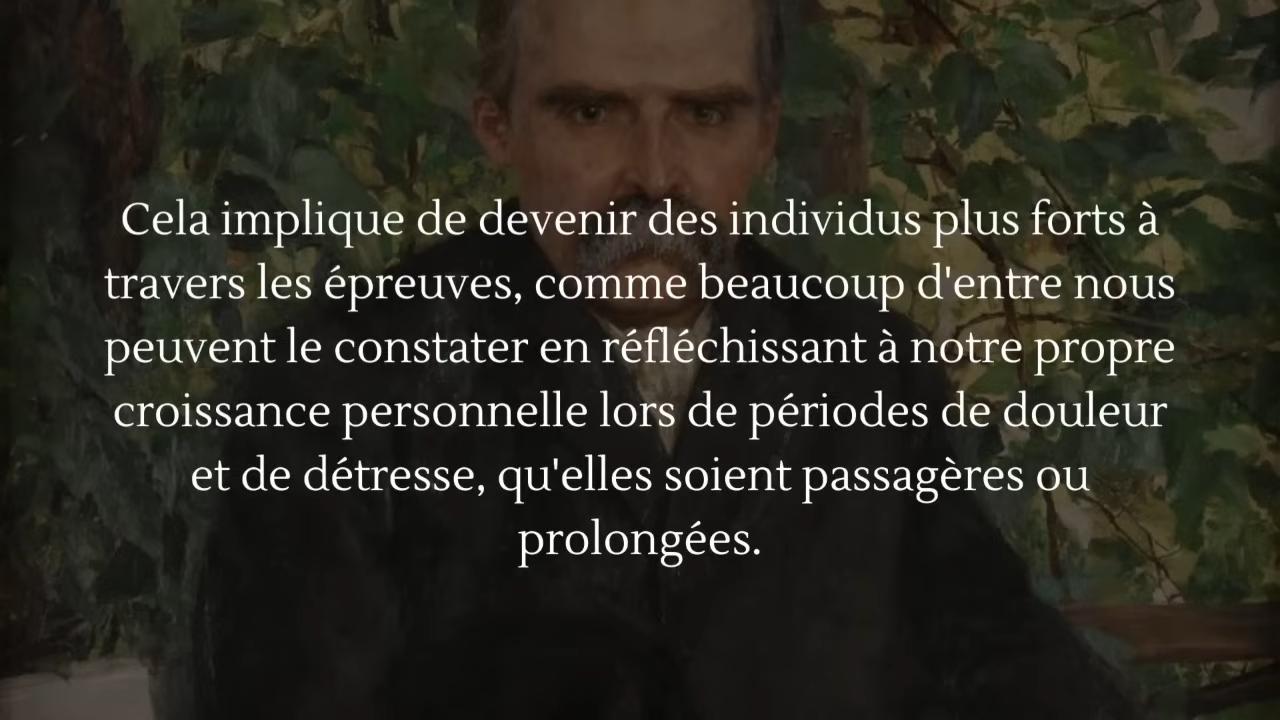 Cela implique de devenir des individus plus forts à
travers les épreuves, comme beaucoup d'entre nous
peuvent le constater en réfléchissant à notre propre
croissance personnelle lors de périodes de douleur
et de détresse, qu'elles soient passagères ou
prolongées.